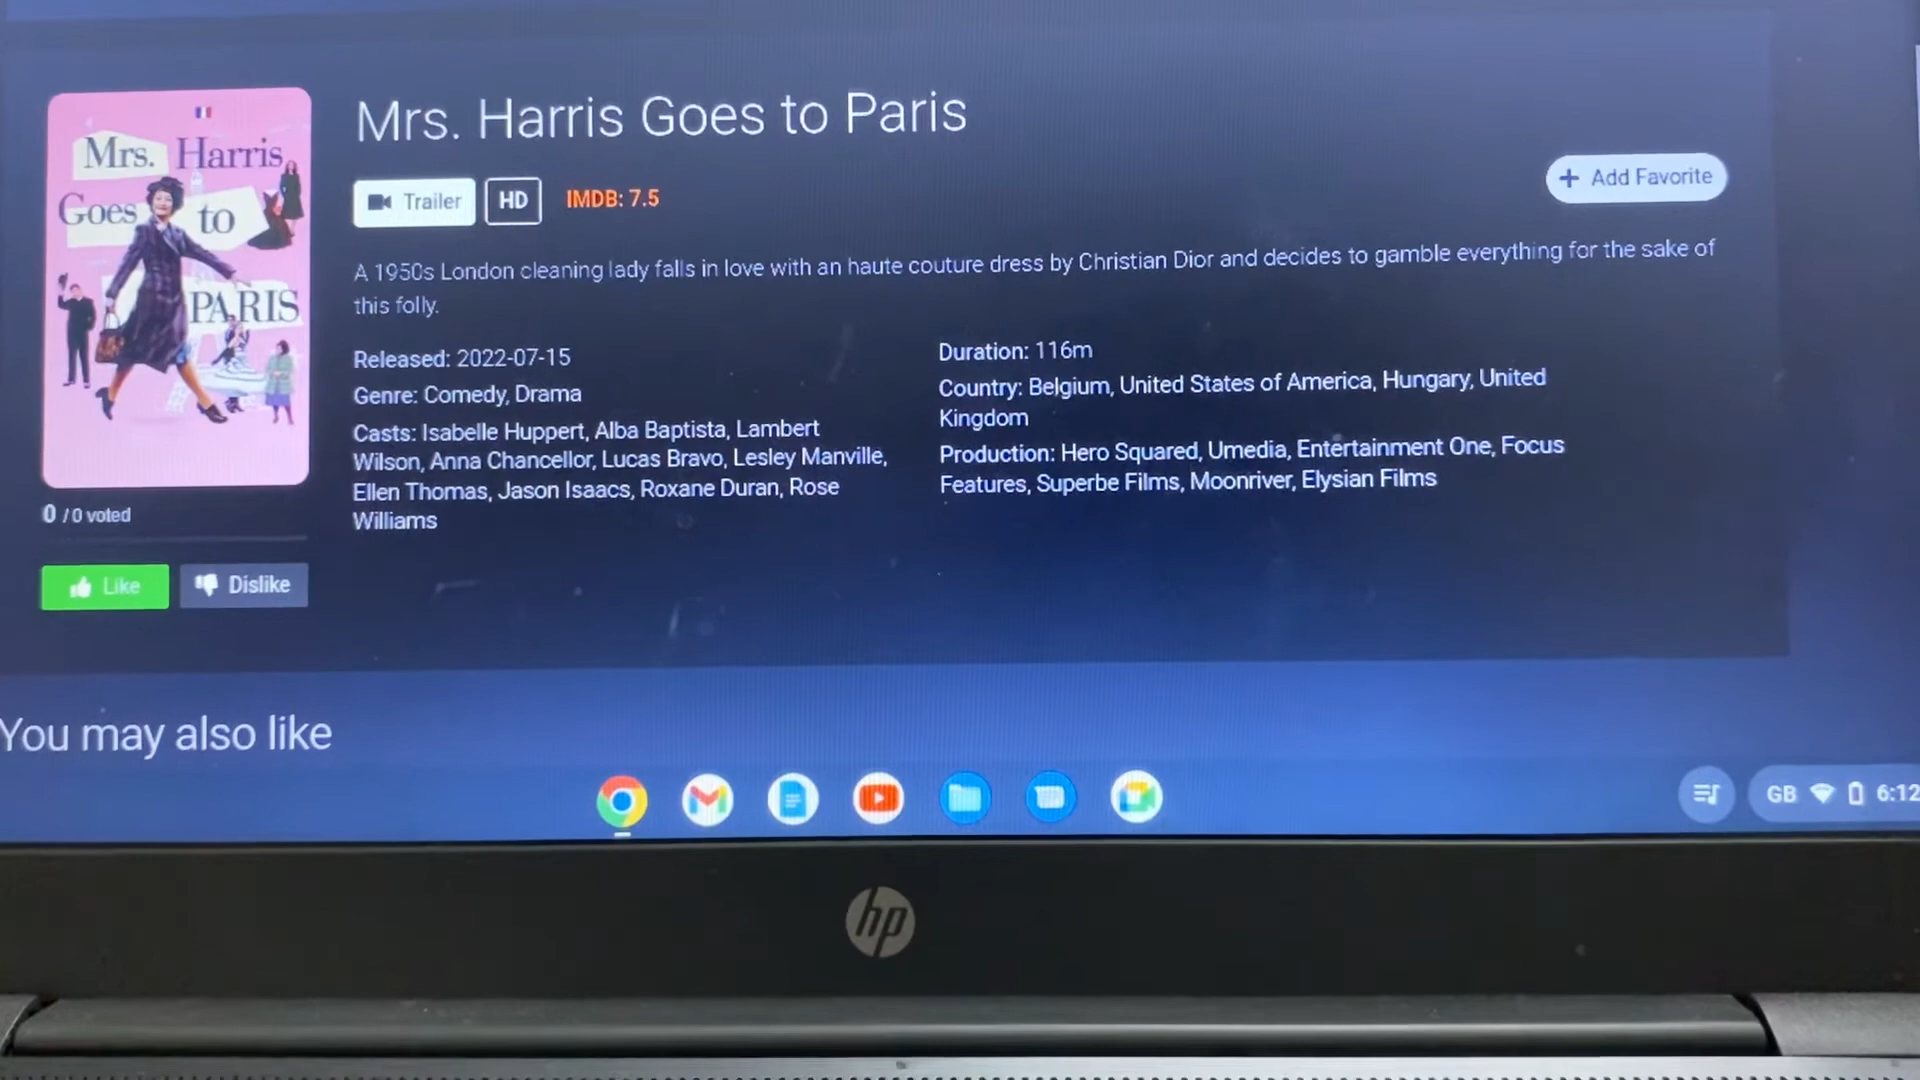 Mrs. Harris
Goes to
PARIS
Mrs. Harris Goes to Paris
Trailer
HD
IMDB: 7.5
+ Add Favorite
A 1950s London cleaning lady falls in love with an haute couture dress by Christian Dior and decides to gamble everything for the sake of
this folly.
Released: 2022-07-15
Genre: Comedy, Drama
Casts: Isabelle Huppert, Alba Baptista, Lambert
Wilson, Anna Chancellor, Lucas Bravo, Lesley Manville,
Ellen Thomas, Jason Isaacs, Roxane Duran, Rose
Williams
Duration: 116m
Country: Belgium, United States of America, Hungary, United
Kingdom
Production: Hero Squared, Umedia, Entertainment One, Focus
Features, Superbe Films, Moonriver, Elysian Films
0 / 0 voted
Like
Dislike
You may also like
GB
6:12
hp